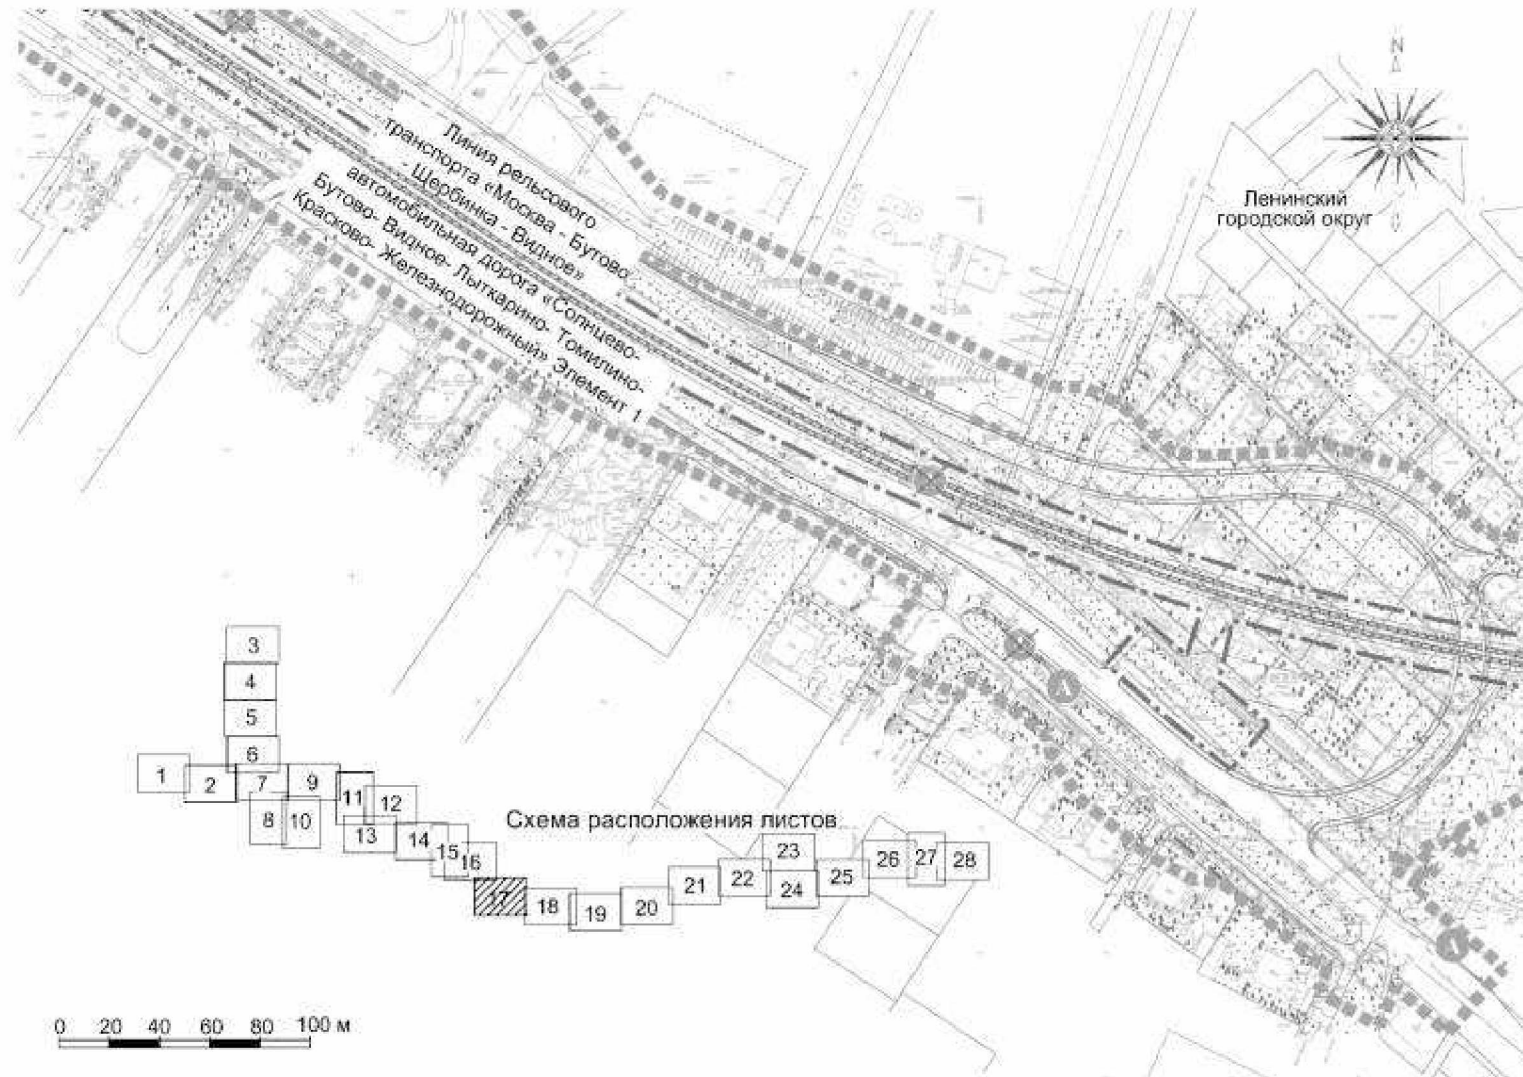 N
Линия рельсового
транспорта «Москва - Бутово
- Щербинка - Видное»
автомобильная дорога «Солнцево-
Бутово- Видное- Лыткарино- Томилино-
Красково- Железнодорожный» Элемент 1
Ленинский
городской округ
3
4
5
6
1
2
7
9
8
10
11
12
13
14
15
16
17
18
19
20
21
22
23
24
25
26
27
28
Схема расположения листов
0 20 40 60 80 100 м